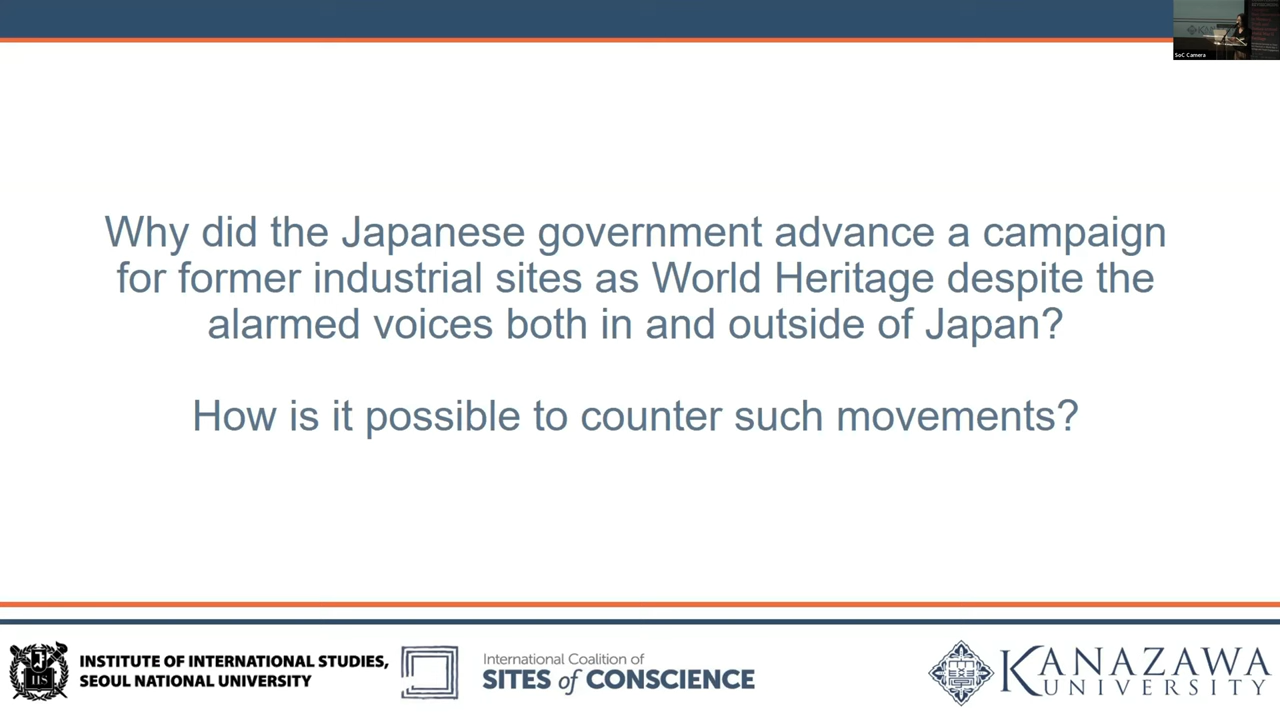 SoC Camera
Why did the Japanese government advance a campaign
for former industrial sites as World Heritage despite the
alarmed voices both in and outside of Japan?
How is it possible to counter such movements?
INSTITUTE OF INTERNATIONAL STUDIES,
SEOUL NATIONAL UNIVERSITY
International Coalition of
SITES of CONSCIENCE
KANAZAWA
UNIVERSITY